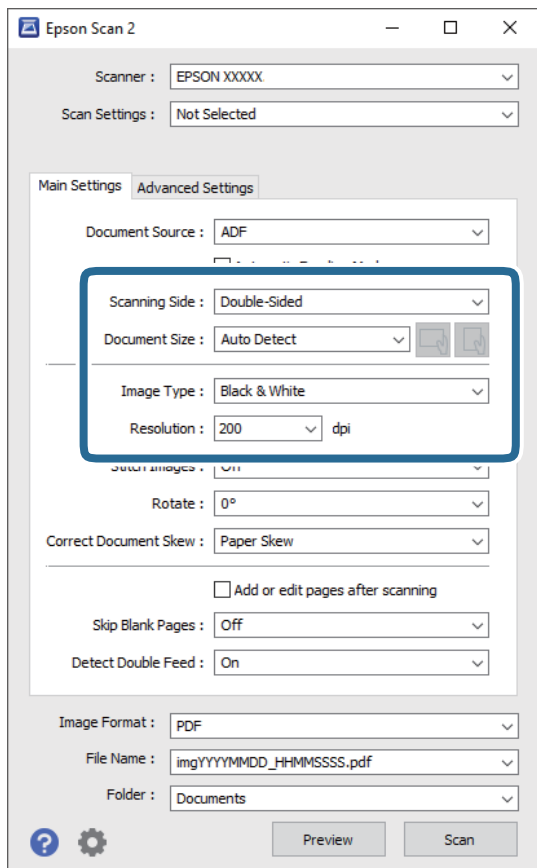 Epson Scan 2
Scanner : EPSON XXXXX
Scan Settings : Not Selected
Main Settings Advanced Settings
Document Source : ADF
Scanning Side : Double-Sided
Document Size : Auto Detect
Image Type : Black & White
Resolution : 200 dpi
Stitch Images : Off
Rotate : 0°
Correct Document Skew : Paper Skew
Add or edit pages after scanning
Skip Blank Pages : Off
Detect Double Feed : On
Image Format : PDF
File Name : imgYYYYMMDD_HHMMSSSS.pdf
Folder : Documents
? Preview Scan